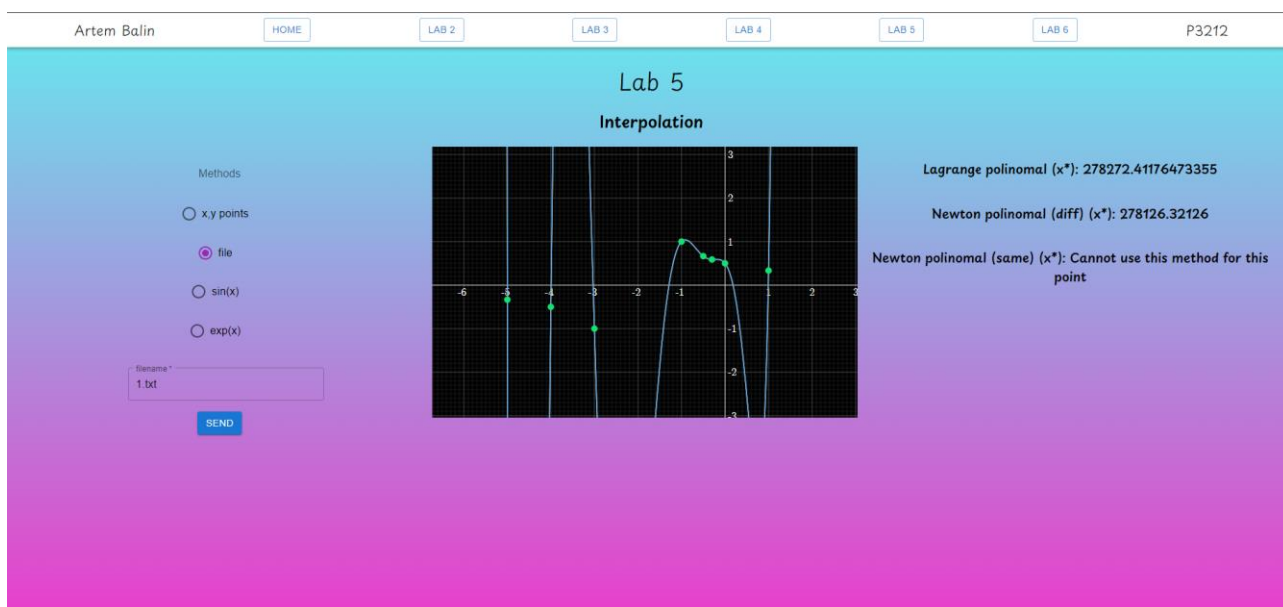 Artem Balin HOME LAB 2 LAB 3 LAB 4 LAB 5 LAB 6 P3212
Lab 5
Interpolation
Methods
x,y points
file
sin(x)
exp(x)
filename *
1.txt
SEND
3
2
1
-6 -5 -4 -3 -2 -1 1 2 3
-1
-2
-3
Lagrange polinomal (x*): 278272.41176473355
Newton polinomal (diff) (x*): 278126.32126
Newton polinomal (same) (x*): Cannot use this method for this
point